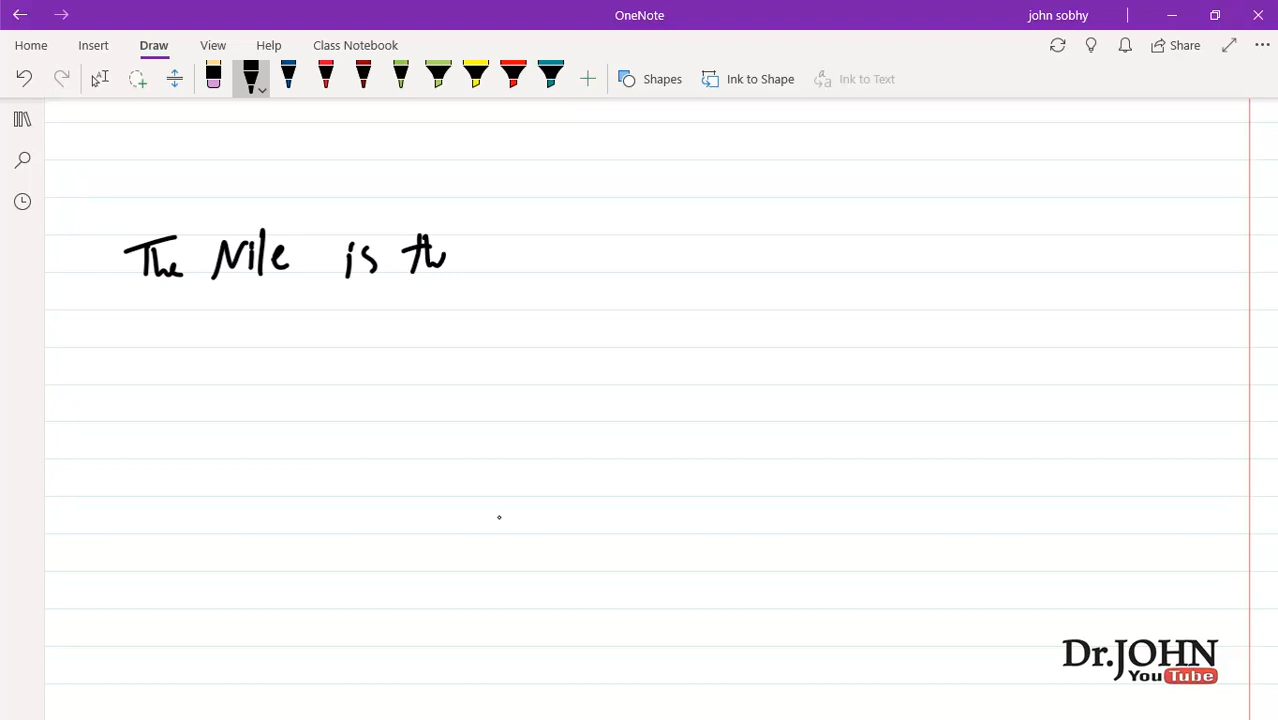 OneNote
john sobhy
Home Insert Draw View Help Class Notebook Share
Shapes Ink to Shape Ink to Text
The Nile is th
Dr.JOHN
YouTube